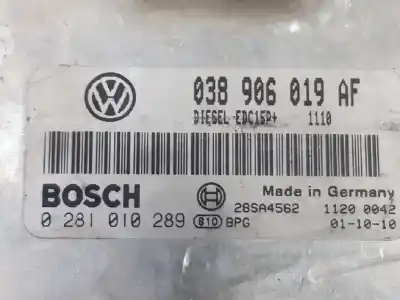 038 906 019 AF
DIESEL EDC15P+ 1110
BOSCH
Made in Germany
28SA4562 1120 0042
0 281 010 289 S10 BPG 01-10-10